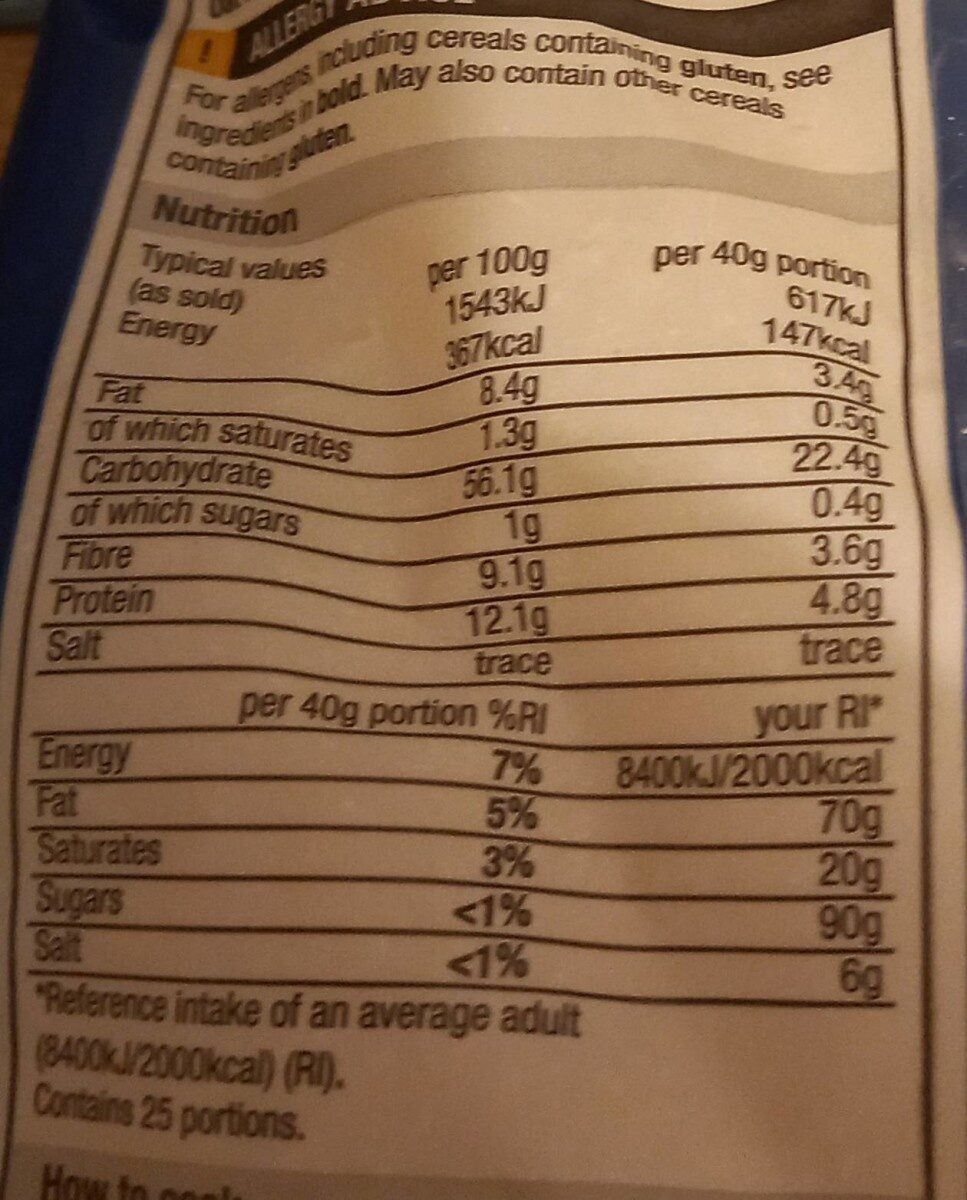 ALLERGY
For allergens, including cereals containing gluten, see
ingredients in bold. May also contain other cereals
containing gluten.
Nutrition
Typical values per 100g per 40g portion
(as sold) 1543kJ 617kJ
Energy 367kcal 147kcal
Fat 8.4g 3.4g
of which saturates 1.3g 0.5g
Carbohydrate 56.1g 22.4g
of which sugars 1g 0.4g
Fibre 9.1g 3.6g
Protein 12.1g 4.8g
Salt trace trace
per 40g portion %RI your RI*
Energy 7% 8400kJ/2000kcal
Fat 5% 70g
Saturates 3% 20g
Sugars <1% 90g
Salt <1% 6g
*Reference intake of an average adult
(8400kJ/2000kcal) (RI).
Contains 25 portions.
How to cook